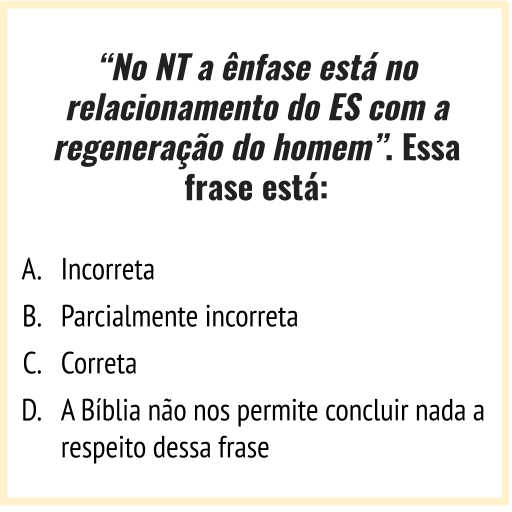 “No NT a ênfase está no
relacionamento do ES com a
regeneração do homem”. Essa
frase está:
A. Incorreta
B. Parcialmente incorreta
C. Correta
D. A Bíblia não nos permite concluir nada a
respeito dessa frase